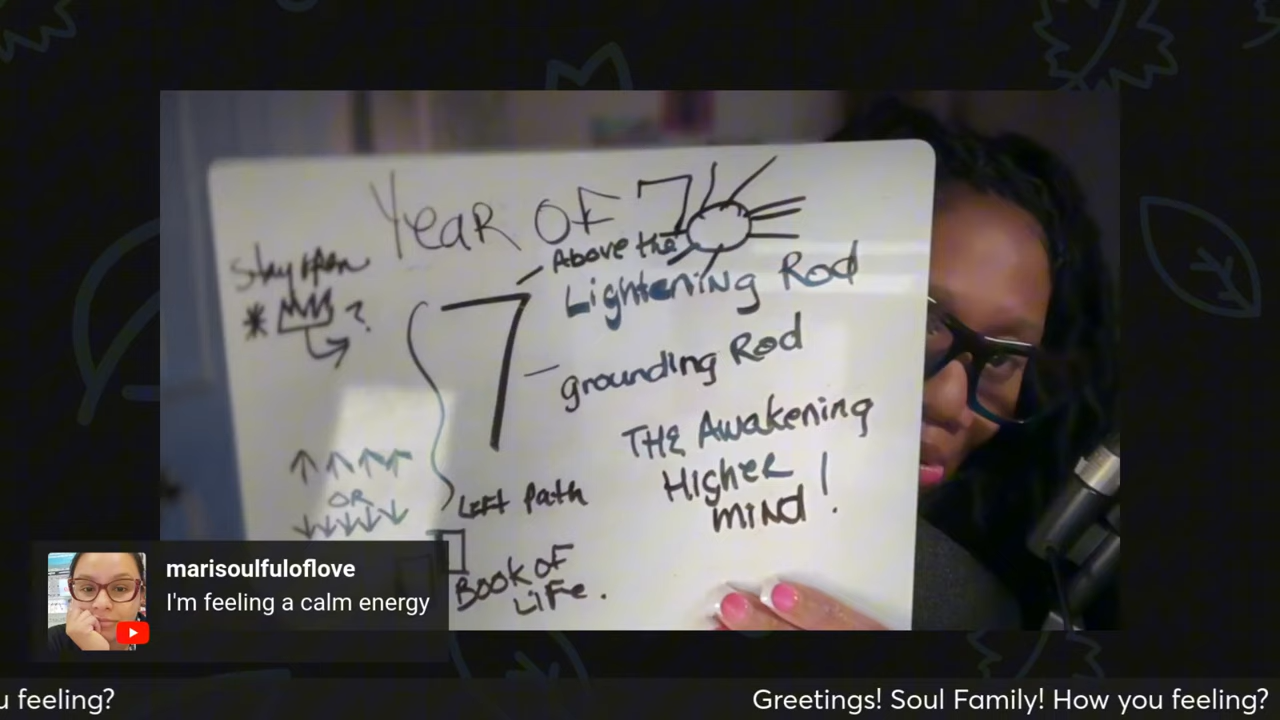 Year of 7
Stay open
* ?
Above the
Lightening Rod
7
grounding Rod
THE Awakening
Higher
mind!
OR
Left Path
Book of
Life.
marisoulfuloflove
I'm feeling a calm energy
u feeling?
Greetings! Soul Family! How you feeling?